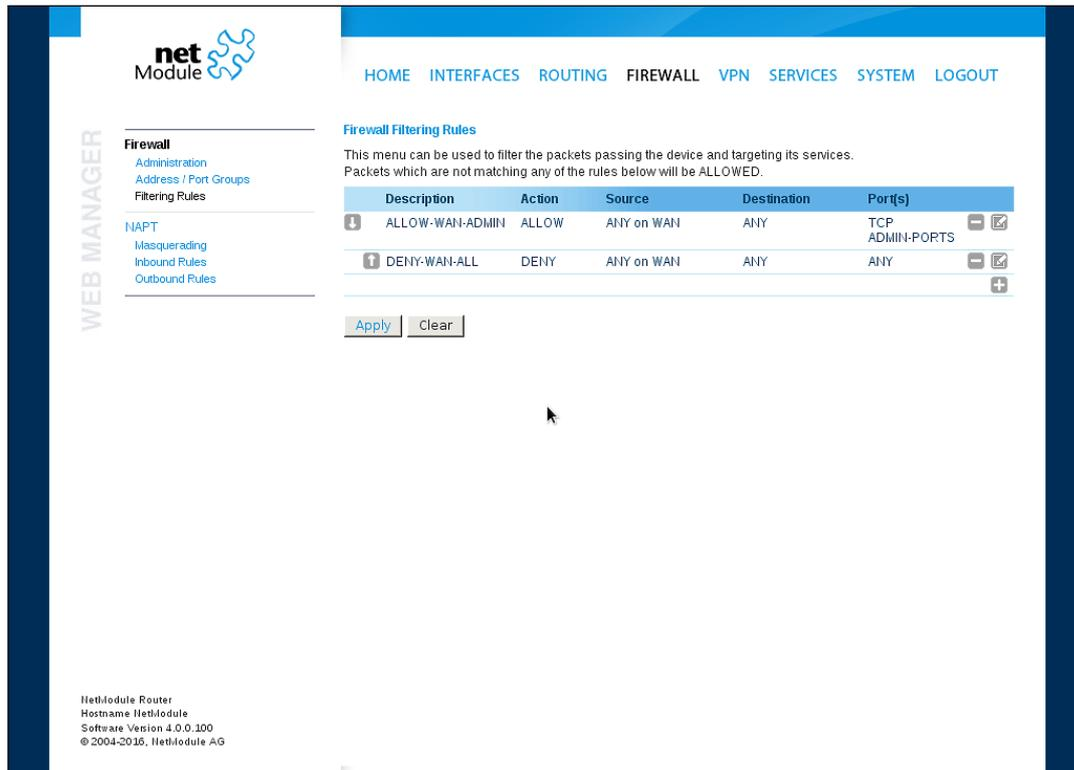 net
Module
HOME INTERFACES ROUTING FIREWALL VPN SERVICES SYSTEM LOGOUT
WEB MANAGER
Firewall
Administration
Address / Port Groups
Filtering Rules
NAPT
Masquerading
Inbound Rules
Outbound Rules
Firewall Filtering Rules
This menu can be used to filter the packets passing the device and targeting its services.
Packets which are not matching any of the rules below will be ALLOWED.
Description Action Source Destination Port(s)
ALLOW-WAN-ADMIN ALLOW ANY on WAN ANY TCP
ADMIN-PORTS
DENY-WAN-ALL DENY ANY on WAN ANY ANY
Apply Clear
NetModule Router
Hostname NetModule
Software Version 4.0.0.100
© 2004-2016, NetModule AG